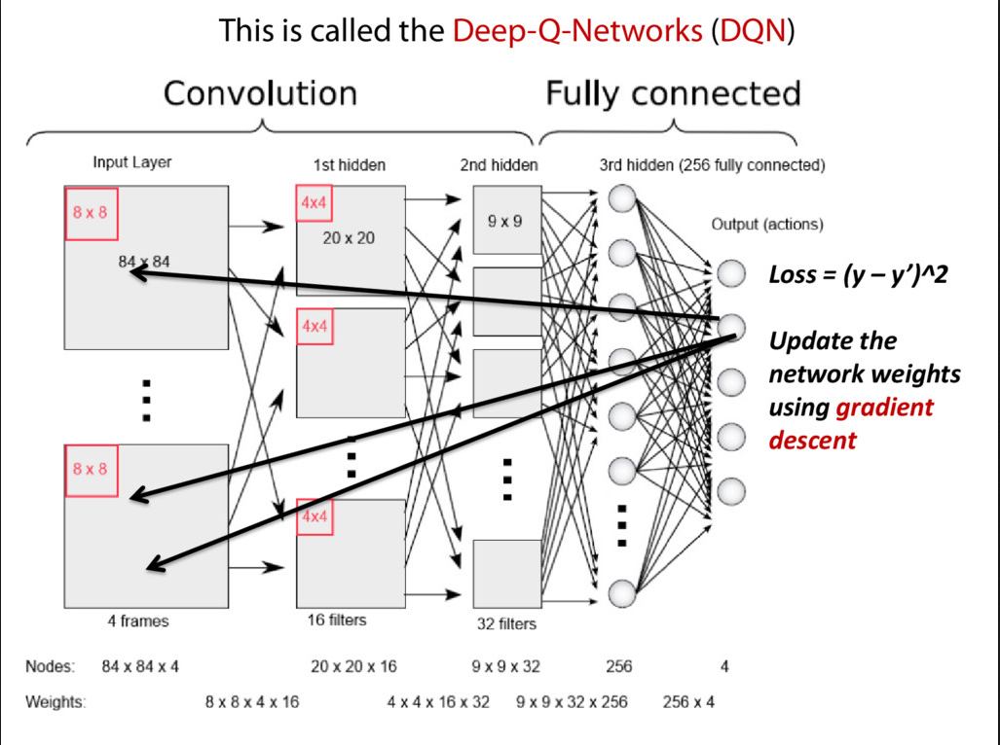 This is called the Deep-Q-Networks (DQN)
Convolution
Fully connected
Input Layer
1st hidden
2nd hidden
3rd hidden (256 fully connected)
Output (actions)
8 x 8
84 x 84
8 x 8
4 frames
4x4
20 x 20
4x4
4x4
16 filters
9 x 9
32 filters
Loss = (y – y’)^2
Update the
network weights
using gradient
descent
Nodes: 84 x 84 x 4 20 x 20 x 16 9 x 9 x 32 256 4
Weights: 8 x 8 x 4 x 16 4 x 4 x 16 x 32 9 x 9 x 32 x 256 256 x 4